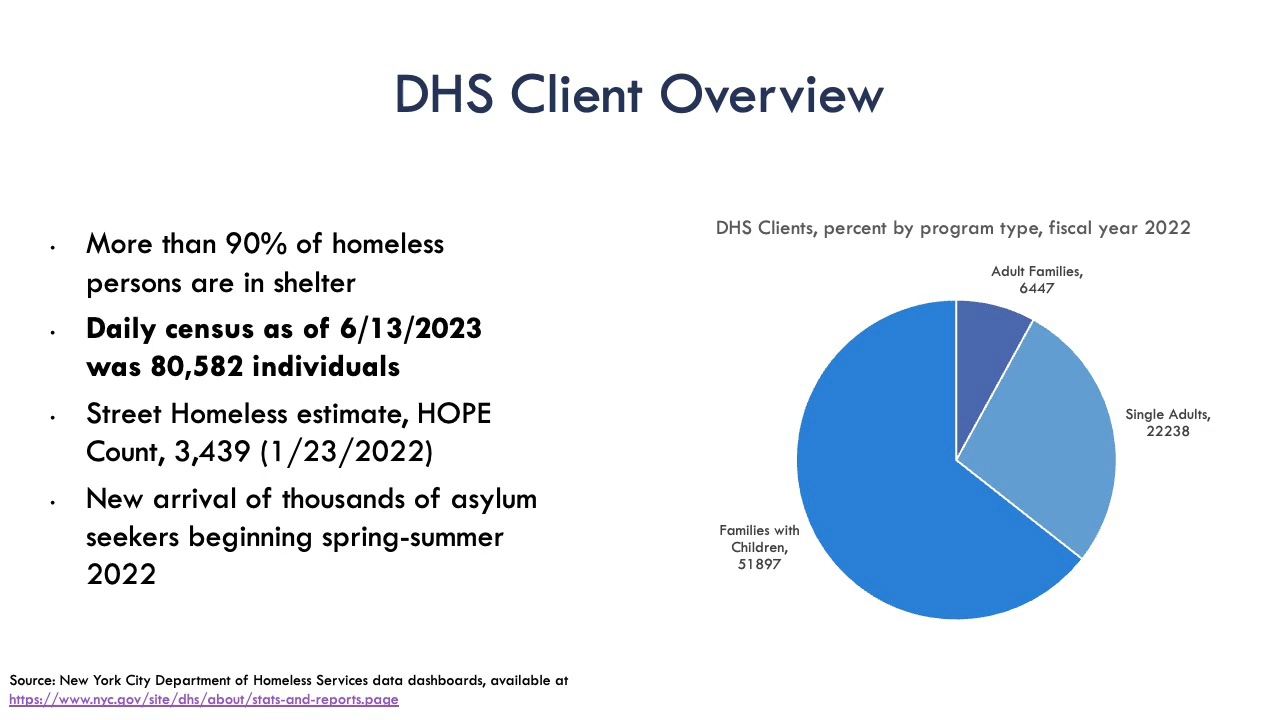 DHS Client Overview
• More than 90% of homeless
persons are in shelter
• Daily census as of 6/13/2023
was 80,582 individuals
• Street Homeless estimate, HOPE
Count, 3,439 (1/23/2022)
• New arrival of thousands of asylum
seekers beginning spring-summer
2022
DHS Clients, percent by program type, fiscal year 2022
Adult Families,
6447
Single Adults,
22238
Families with
Children,
51897
Source: New York City Department of Homeless Services data dashboards, available at
https://www.nyc.gov/site/dhs/about/stats-and-reports.page